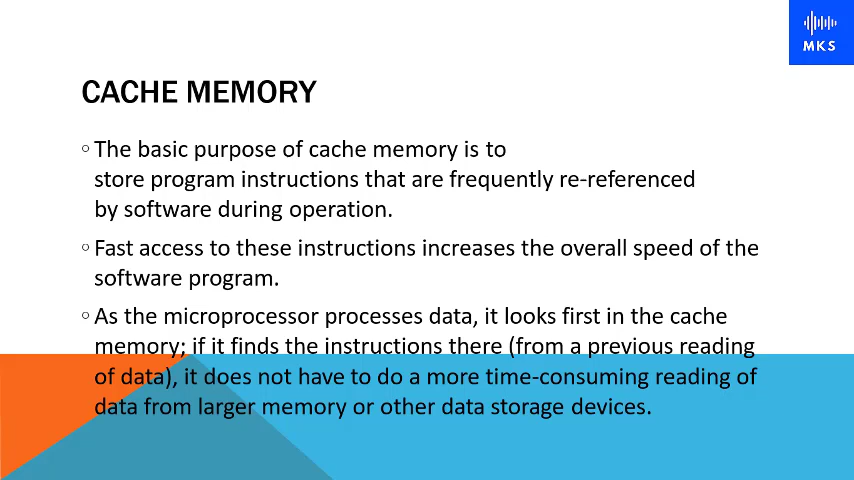 MKS
CACHE MEMORY
○ The basic purpose of cache memory is to
store program instructions that are frequently re-referenced
by software during operation.
○ Fast access to these instructions increases the overall speed of the
software program.
○ As the microprocessor processes data, it looks first in the cache
memory; if it finds the instructions there (from a previous reading
of data), it does not have to do a more time-consuming reading of
data from larger memory or other data storage devices.